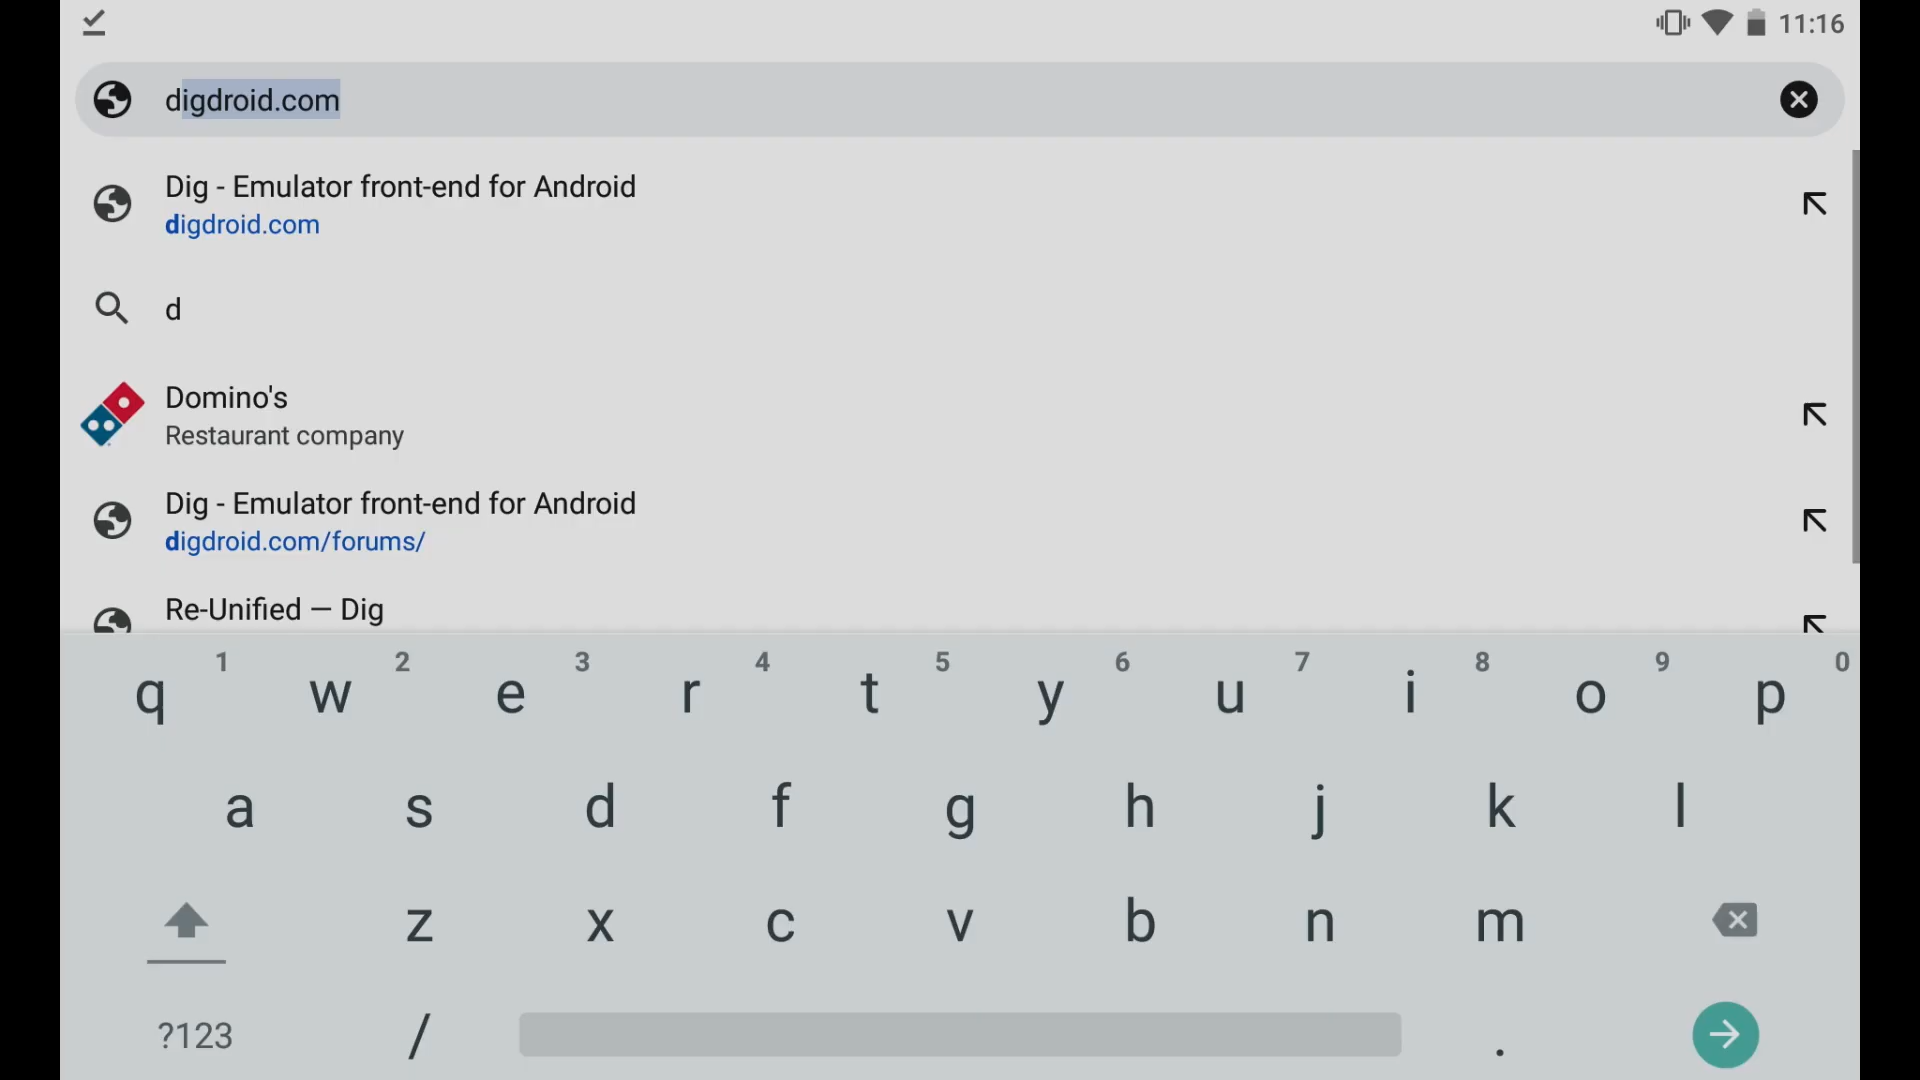 11:16
digdroid.com
Dig - Emulator front-end for Android
digdroid.com
d
Domino's
Restaurant company
Dig - Emulator front-end for Android
digdroid.com/forums/
Re-Unified — Dig
1 2 3 4 5 6 7 8 9 0
q w e r t y u i o p
a s d f g h j k l
z x c v b n m
?123 / .